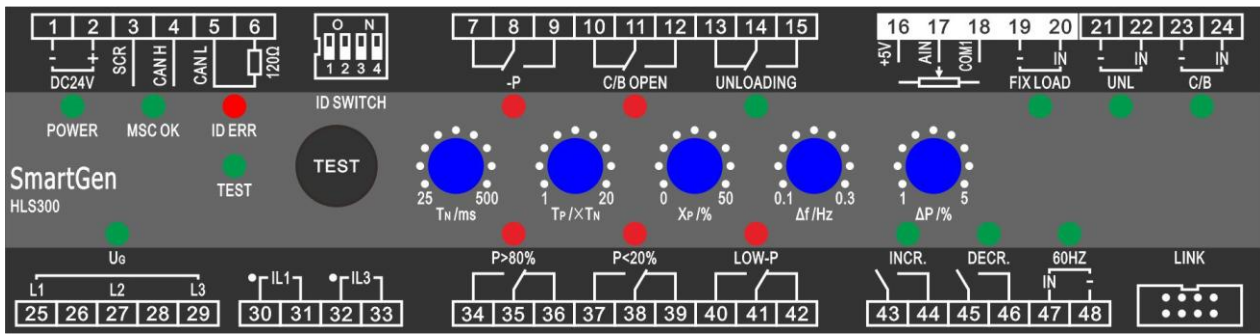 1 2 3 4 5 6
O N
1 2 3 4
7 8 9 10 11 12 13 14 15
16 17 18 19 20 21 22 23 24
- + SCR CAN H CAN L 120Ω
+5V AIN COM1 - IN - IN - IN
DC24V -P C/B OPEN UNLOADING FIX LOAD UNL C/B
ID SWITCH
POWER MSC OK ID ERR
TEST
TEST
SmartGen
HLS300
25 500 1 20 0 50 0.1 0.3 1 5
TN/ms TP/×TN XP/% Δf/Hz ΔP/%
UG P>80% P<20% LOW-P INCR. DECR. 60HZ LINK
L1 L2 L3 IL1 IL3 IN -
25 26 27 28 29 30 31 32 33 34 35 36 37 38 39 40 41 42 43 44 45 46 47 48